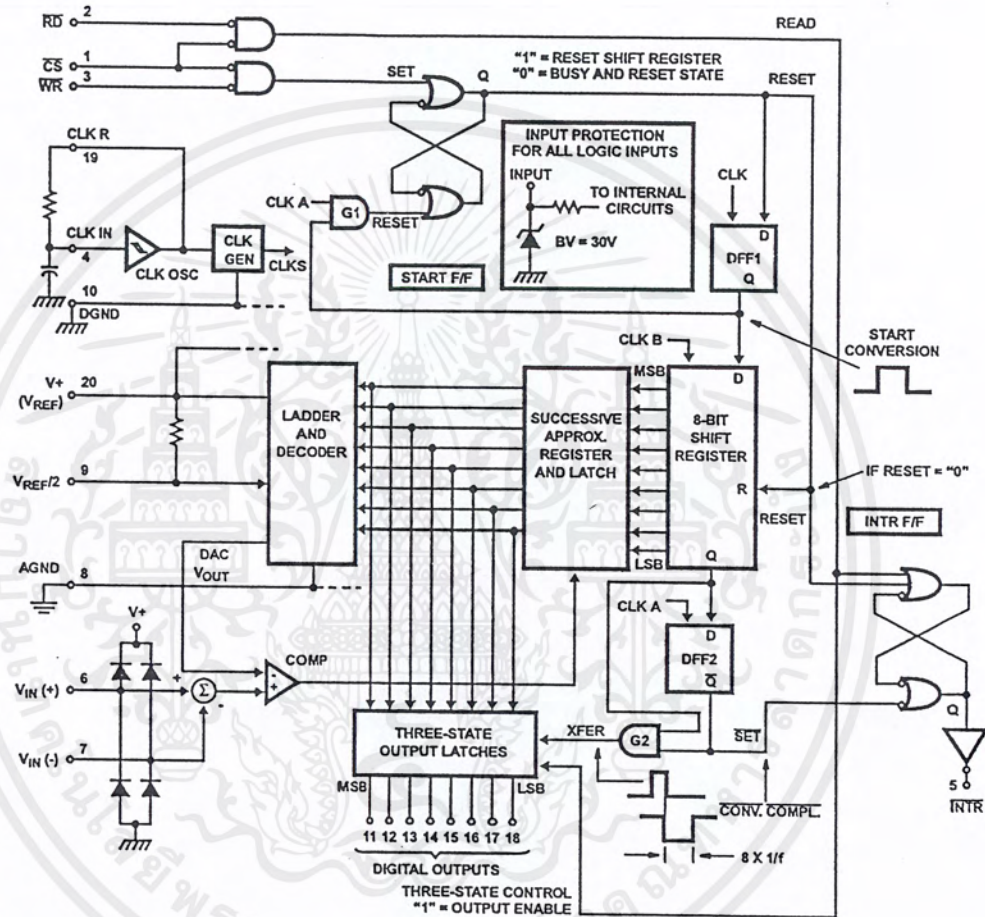 RD
2
READ
CS
1
WR
3
SET
Q
"1" = RESET SHIFT REGISTER
"0" = BUSY AND RESET STATE
RESET
CLK R
19
INPUT PROTECTION
FOR ALL LOGIC INPUTS
INPUT
TO INTERNAL
CIRCUITS
BV = 30V
CLK
CLK A
G1
RESET
D
DFF1
Q
CLK IN
4
CLK OSC
CLK
GEN
CLKS
START F/F
10
DGND
START
CONVERSION
CLK B
V+
(VREF)
20
LADDER
AND
DECODER
MSB
SUCCESSIVE
APPROX.
REGISTER
AND LATCH
D
8-BIT
SHIFT
REGISTER
R
IF RESET = "0"
RESET
VREF/2
9
INTR F/F
LSB
Q
DAC
VOUT
AGND
8
CLK A
D
DFF2
Q
V+
COMP
VIN (+)
6
+
Σ
-
-
+
VIN (-)
7
THREE-STATE
OUTPUT LATCHES
XFER
G2
SET
Q
MSB
LSB
5
INTR
CONV. COMPL.
11 12 13 14 15 16 17 18
8 X 1/f
DIGITAL OUTPUTS
THREE-STATE CONTROL
"1" = OUTPUT ENABLE